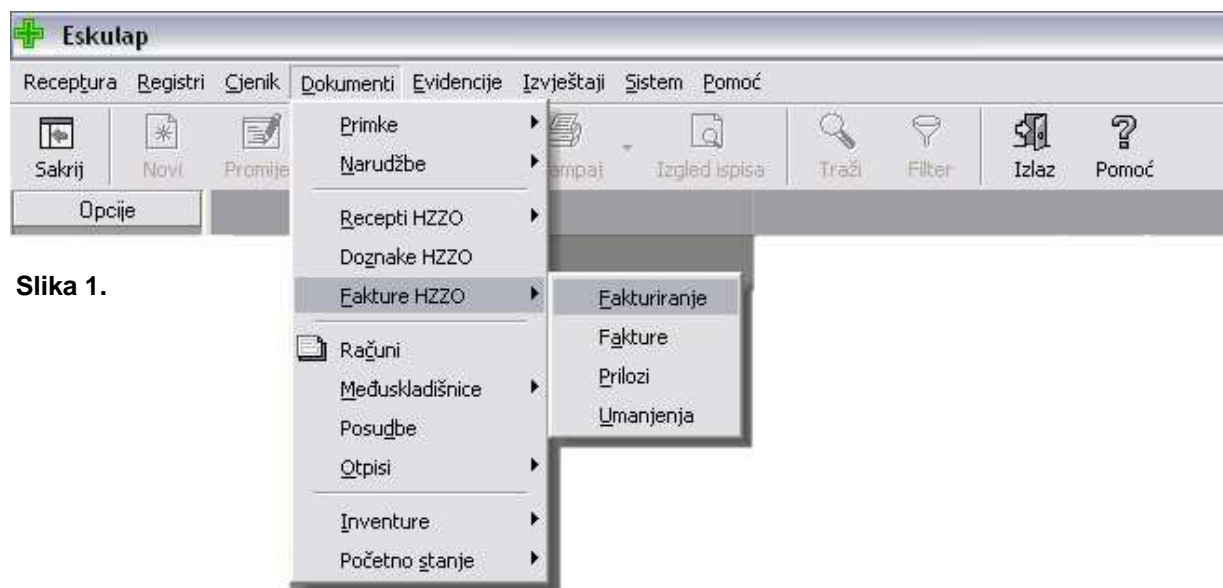 Eskulap
Receptura Registri Cjenik Dokumenti Evidencije Izvještaji Sistem Pomoć
Sakrij Novi Promije ampaj Izgled ispisa Traži Filter Izlaz Pomoć
Opcije
Primke
Narudžbe
Recepti HZZO
Doznake HZZO
Fakture HZZO
Računi
Međuskladišnice
Posudbe
Otpisi
Inventure
Početno stanje
Fakturiranje
Fakture
Prilozi
Umanjenja
Slika 1.